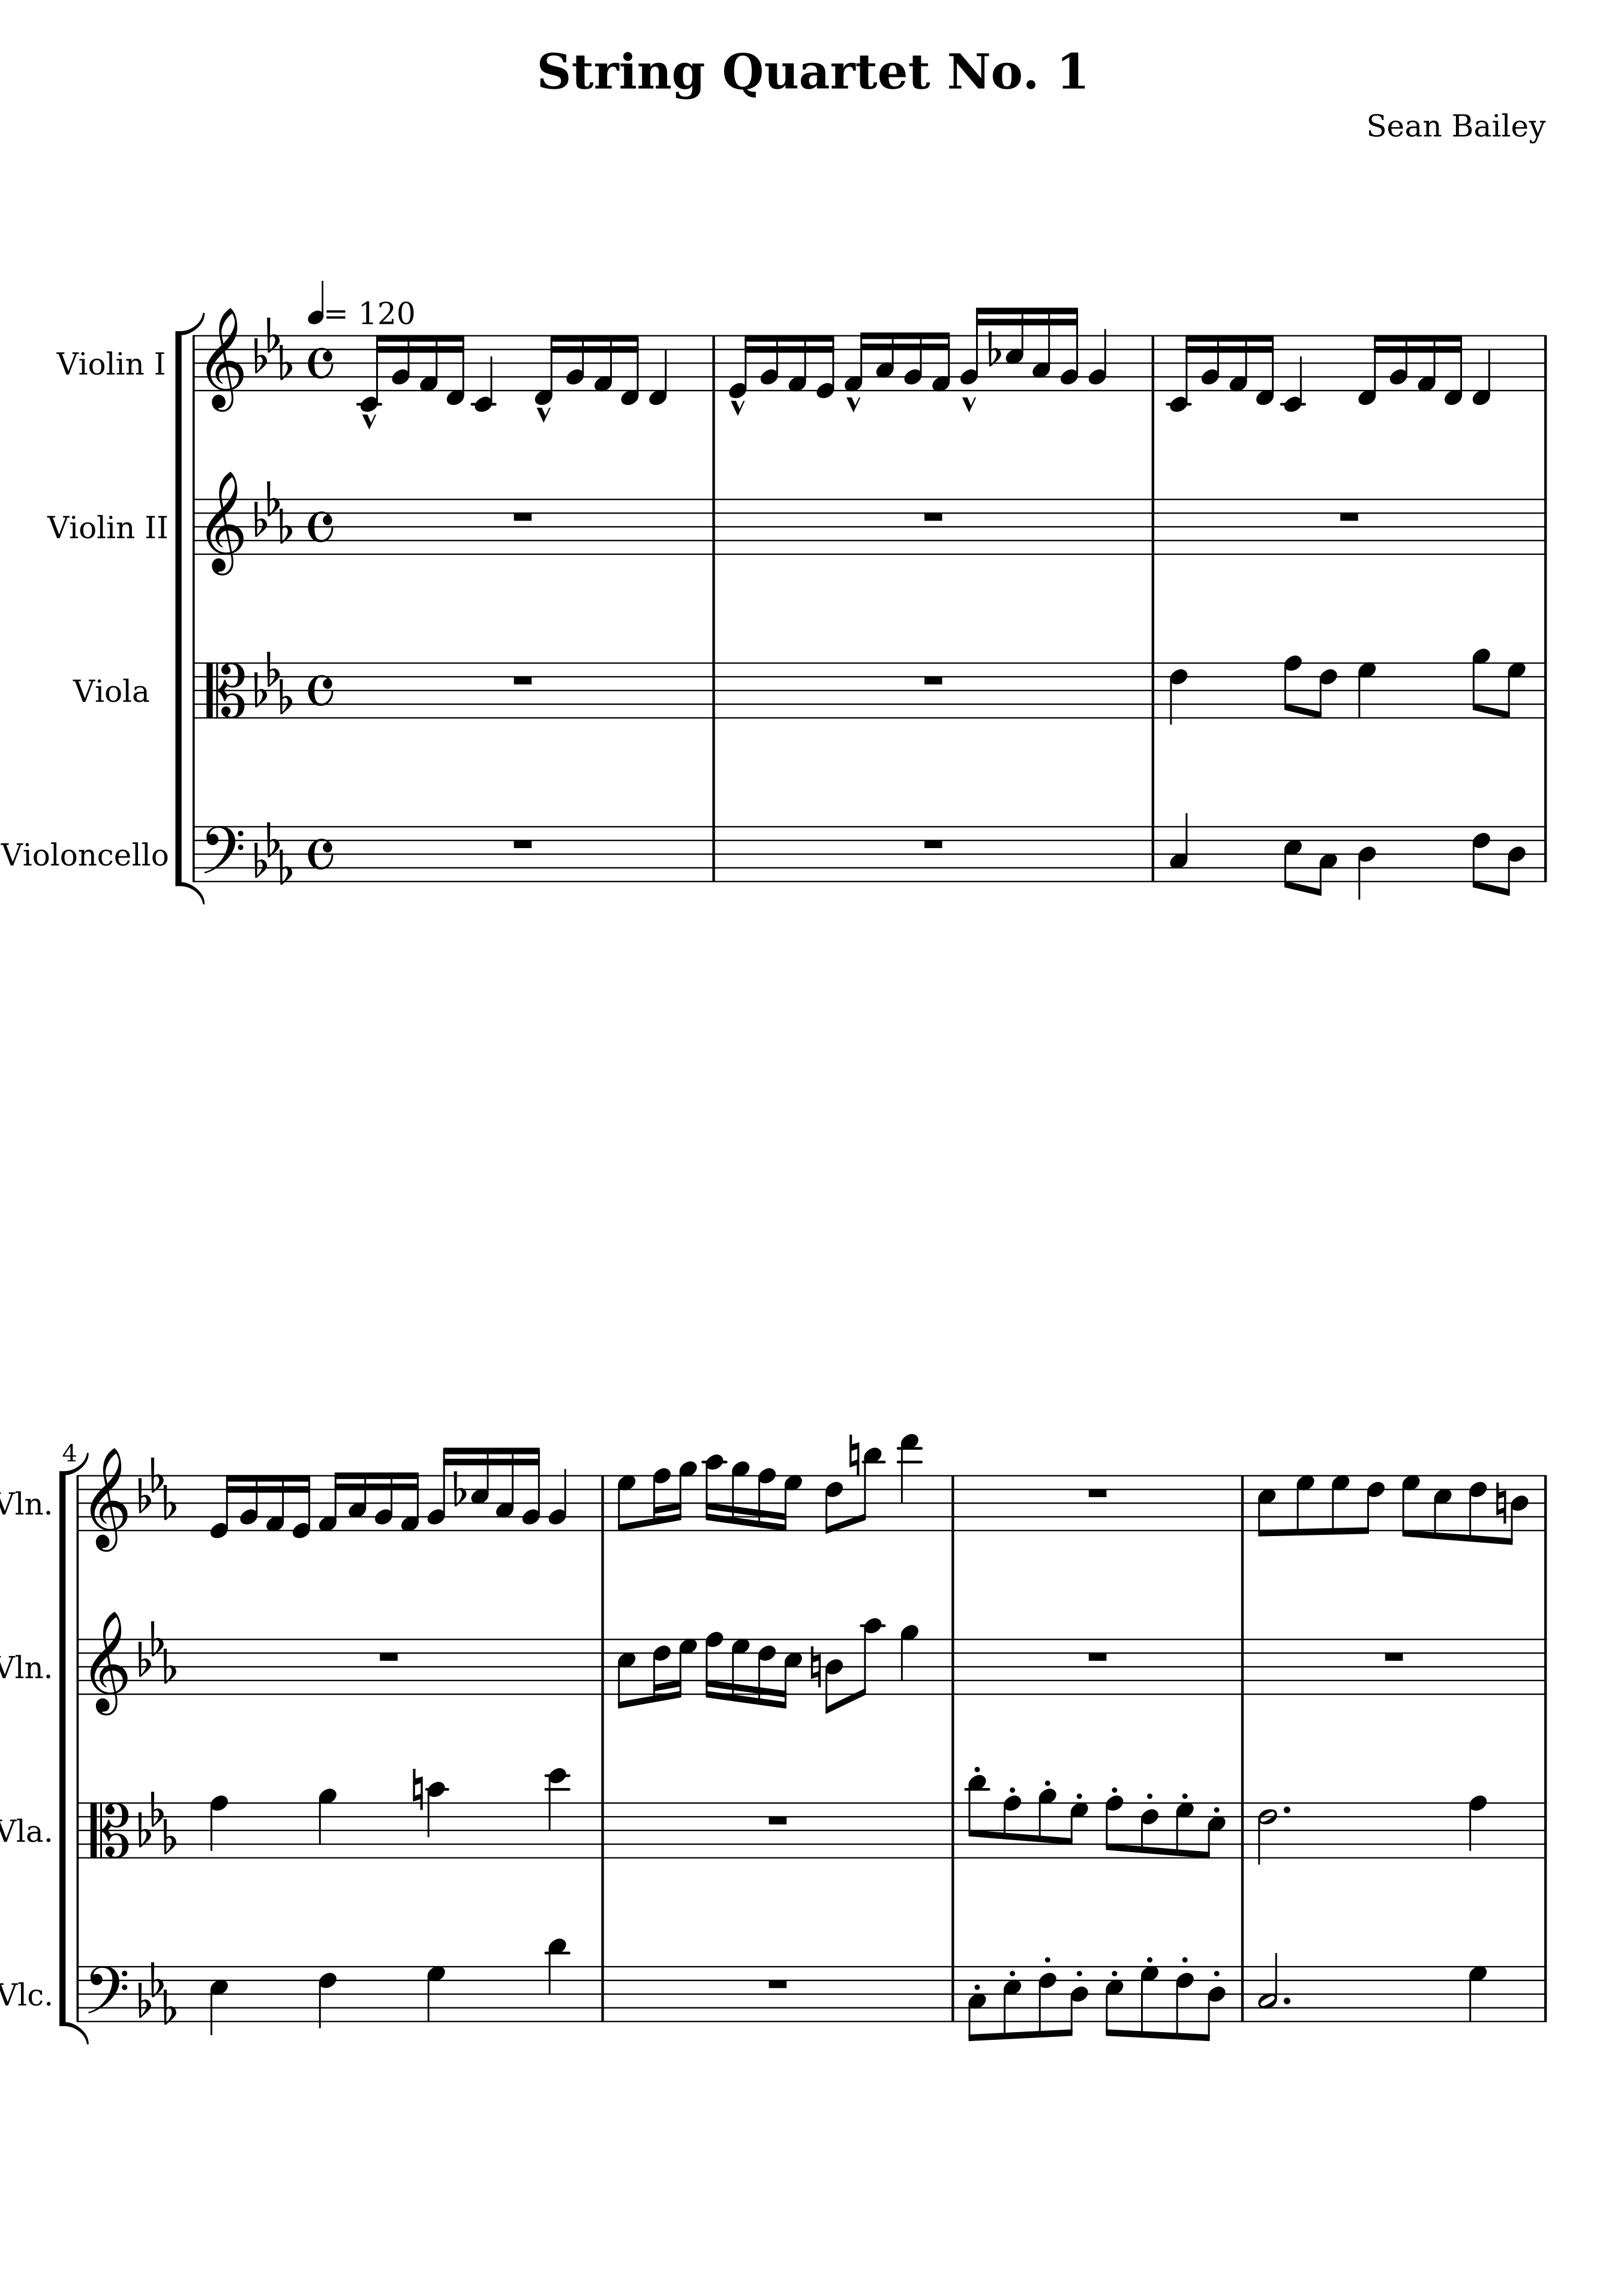 String Quartet No. 1
Sean Bailey
= 120
Violin I
Violin II
Viola
Violoncello
4
Vln.
Vln.
Vla.
Vlc.